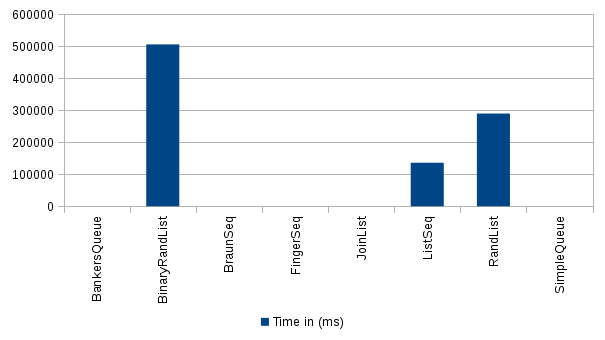 600000
500000
400000
300000
200000
100000
0
BankersQueue
BinaryRandList
BraunSeq
FingerSeq
JoinList
ListSeq
RandList
SimpleQueue
Time in (ms)